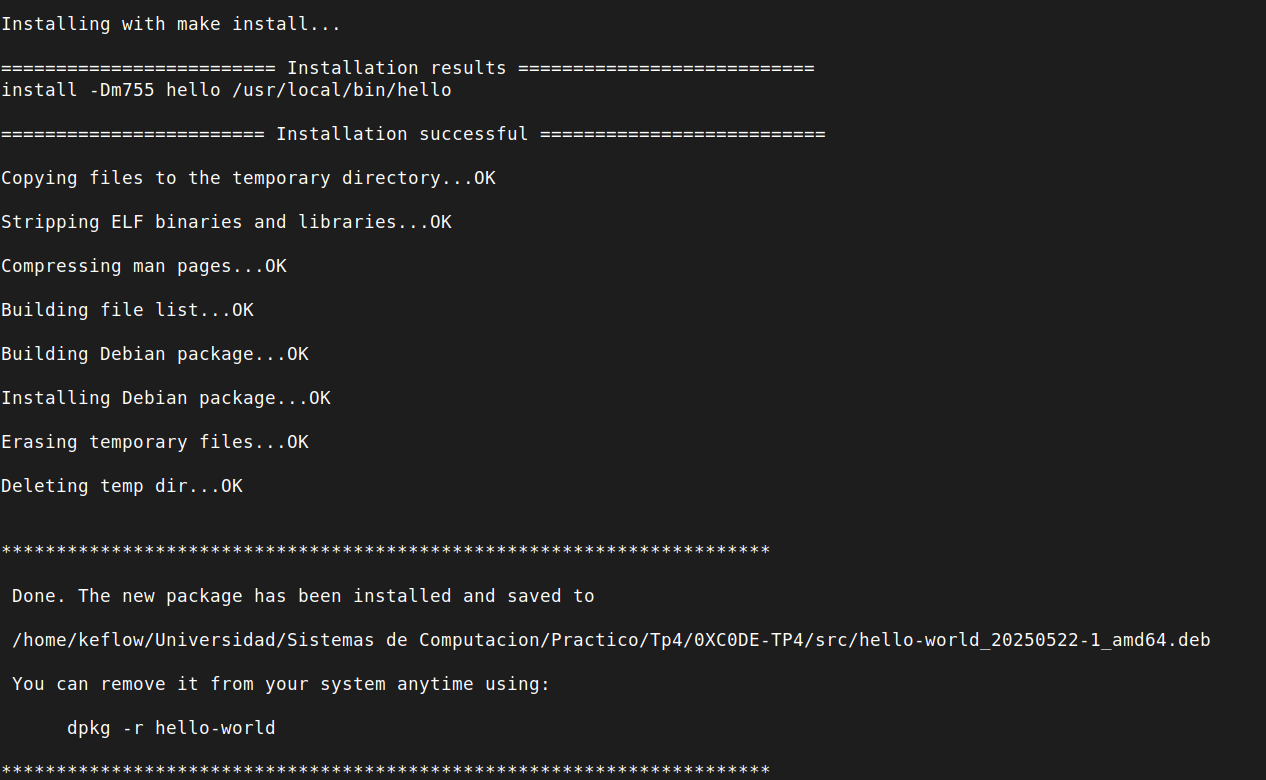 Installing with make install...
========================= Installation results ===========================
install -Dm755 hello /usr/local/bin/hello
======================== Installation successful ==========================
Copying files to the temporary directory...OK
Stripping ELF binaries and libraries...OK
Compressing man pages...OK
Building file list...OK
Building Debian package...OK
Installing Debian package...OK
Erasing temporary files...OK
Deleting temp dir...OK
**********************************************************************
Done. The new package has been installed and saved to
/home/keflow/Universidad/Sistemas de Computacion/Practico/Tp4/0XC0DE-TP4/src/hello-world_20250522-1_amd64.deb
You can remove it from your system anytime using:
dpkg -r hello-world
**********************************************************************